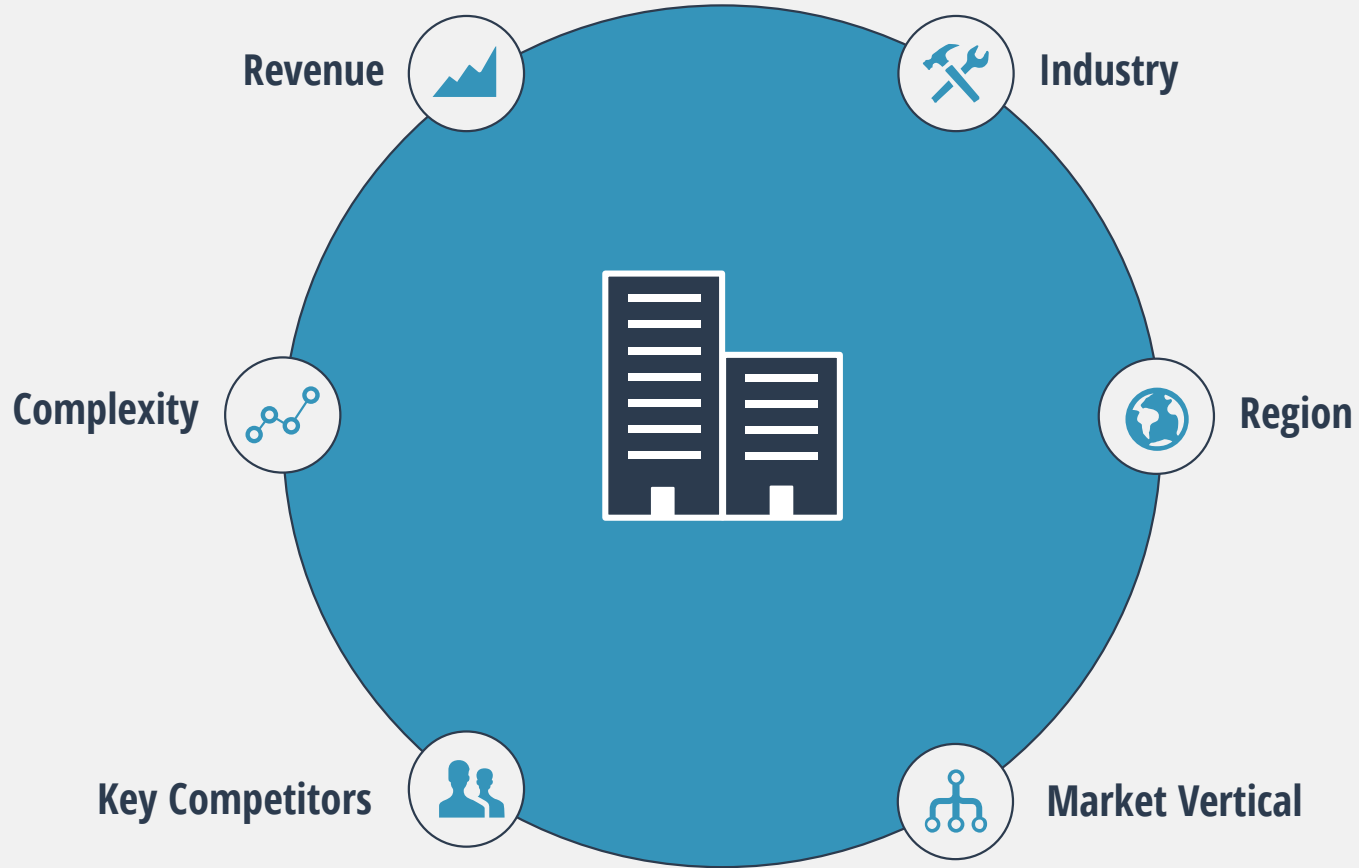 Revenue
Industry
Complexity
Region
Key Competitors
Market Vertical